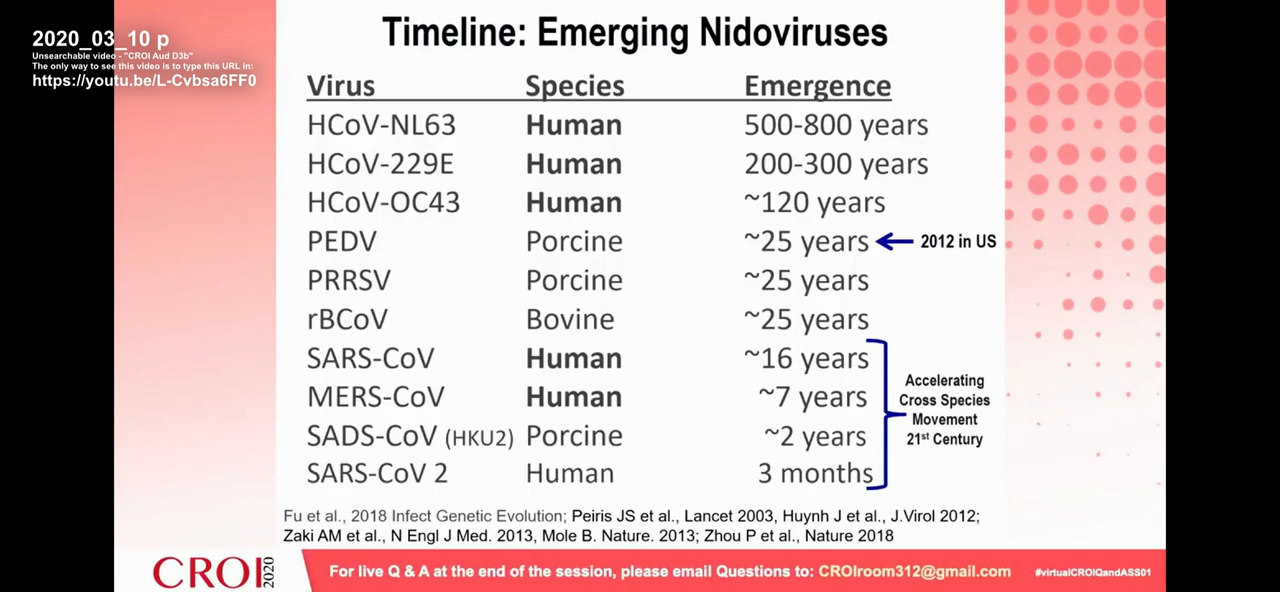 2020_03_10 p
Unsearchable video - "CROI Aud D3b"
The only way to see this video is to type this URL in:
https://youtu.be/L-Cvbsa6FF0
Timeline: Emerging Nidoviruses
Virus Species Emergence
HCoV-NL63 Human 500-800 years
HCoV-229E Human 200-300 years
HCoV-OC43 Human ~120 years
PEDV Porcine ~25 years 2012 in US
PRRSV Porcine ~25 years
rBCoV Bovine ~25 years
SARS-CoV Human ~16 years
MERS-CoV Human ~7 years
SADS-CoV (HKU2) Porcine ~2 years
SARS-CoV 2 Human 3 months
Accelerating
Cross Species
Movement
21st Century
Fu et al., 2018 Infect Genetic Evolution; Peiris JS et al., Lancet 2003, Huynh J et al., J.Virol 2012;
Zaki AM et al., N Engl J Med. 2013, Mole B. Nature. 2013; Zhou P et al., Nature 2018
CROI 2020
For live Q & A at the end of the session, please email Questions to: CROIroom312@gmail.com
#virtualCROIQandASS01